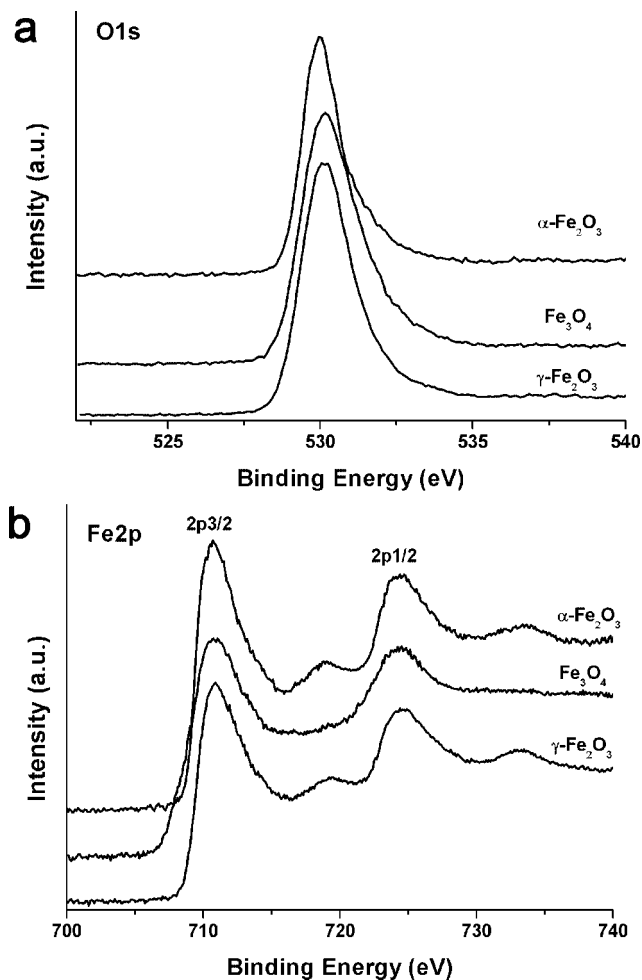 a
O1s
Intensity (a.u.)
α-Fe₂O₃
Fe₃O₄
γ-Fe₂O₃
525 530 535 540
Binding Energy (eV)
b
Fe2p
2p3/2
2p1/2
Intensity (a.u.)
α-Fe₂O₃
Fe₃O₄
γ-Fe₂O₃
700 710 720 730 740
Binding Energy (eV)